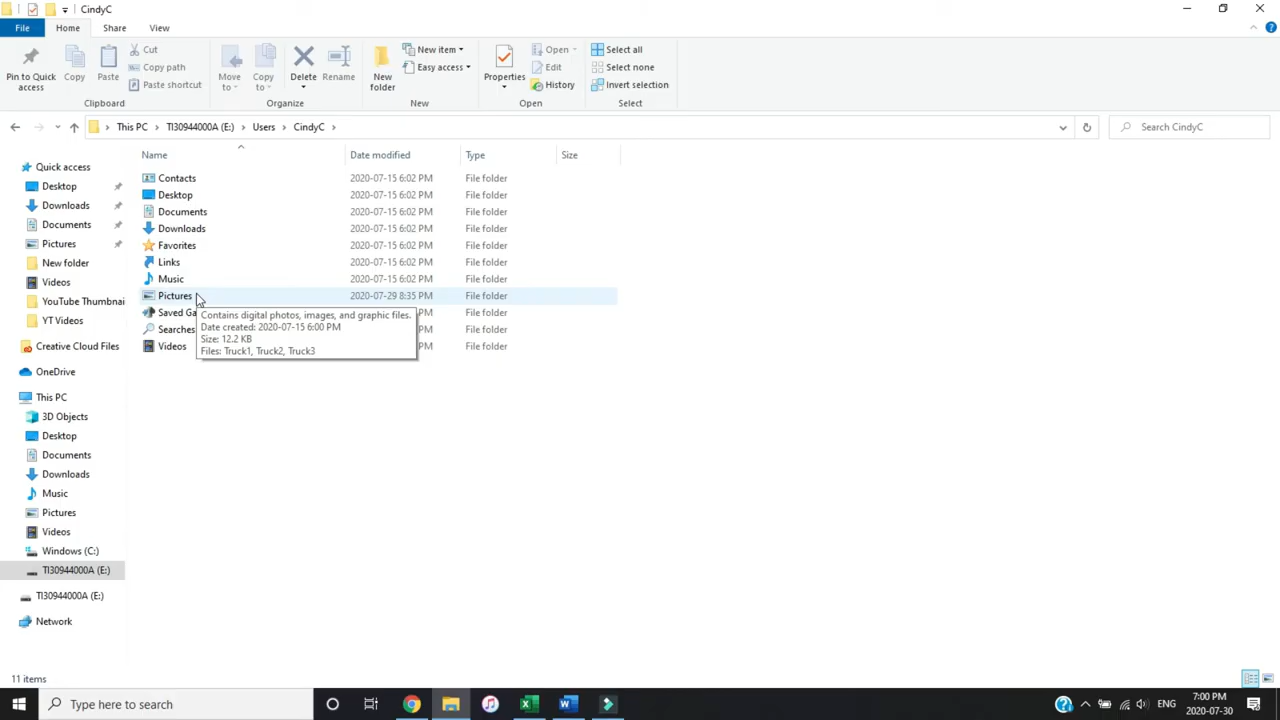 CindyC
File Home Share View
Pin to Quick access
Copy
Paste
Cut
Copy path
Paste shortcut
Clipboard
Move to
Copy to
Delete
Rename
Organize
New folder
New item
Easy access
New
Properties
Open
Edit
History
Open
Select all
Select none
Invert selection
Select
This PC > TI30944000A (E:) > Users > CindyC >
Search CindyC
Quick access
Desktop
Downloads
Documents
Pictures
New folder
Videos
YouTube Thumbnai
YT Videos
Creative Cloud Files
OneDrive
This PC
3D Objects
Desktop
Documents
Downloads
Music
Pictures
Videos
Windows (C:)
TI30944000A (E:)
TI30944000A (E:)
Network
Name Date modified Type Size
Contacts 2020-07-15 6:02 PM File folder
Desktop 2020-07-15 6:02 PM File folder
Documents 2020-07-15 6:02 PM File folder
Downloads 2020-07-15 6:02 PM File folder
Favorites 2020-07-15 6:02 PM File folder
Links 2020-07-15 6:02 PM File folder
Music 2020-07-15 6:02 PM File folder
Pictures 2020-07-29 8:35 PM File folder
Saved Ga PM File folder
Searches PM File folder
Videos PM File folder
Contains digital photos, images, and graphic files.
Date created: 2020-07-15 6:00 PM
Size: 12.2 KB
Files: Truck1, Truck2, Truck3
11 items
Type here to search
ENG
7:00 PM
2020-07-30